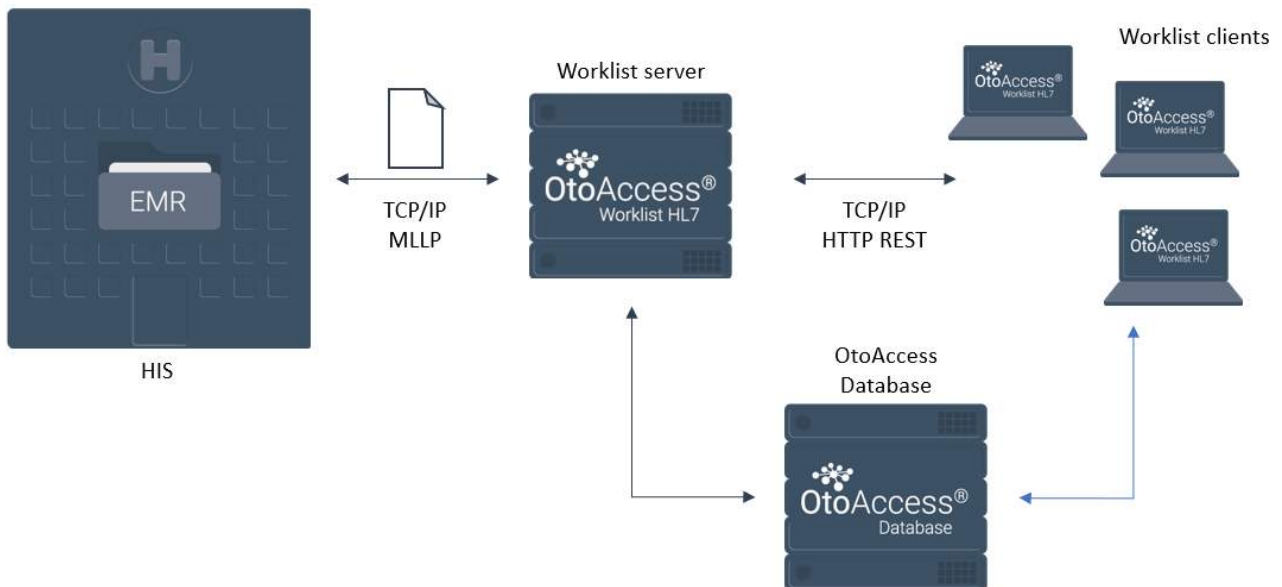 H
EMR
HIS
TCP/IP
MLLP
Worklist server
OtoAccess®
Worklist HL7
TCP/IP
HTTP REST
Worklist clients
OtoAccess®
Worklist HL7
OtoAccess®
Worklist HL7
OtoAccess®
Worklist HL7
OtoAccess
Database
OtoAccess®
Database